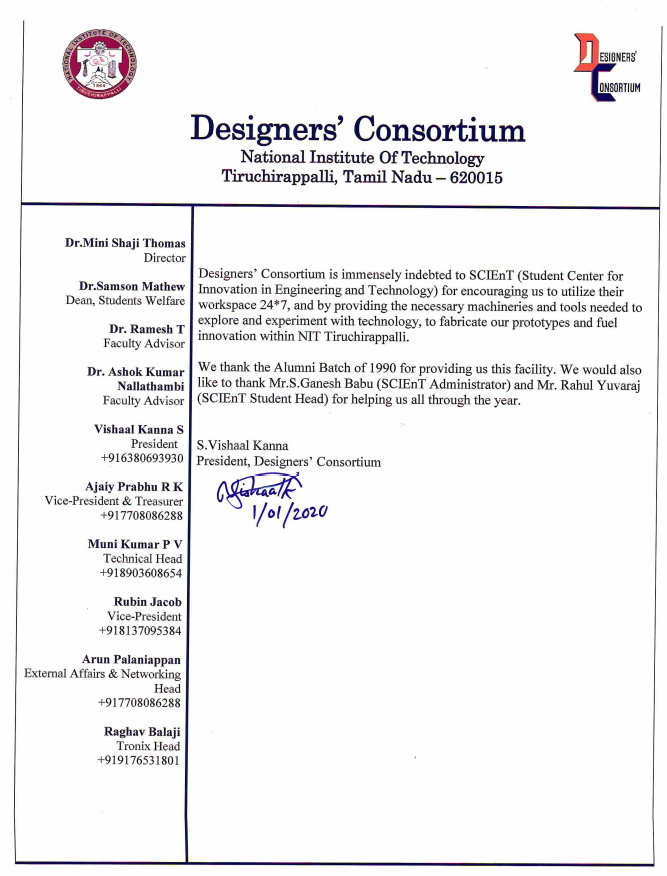 NATIONAL INSTITUTE OF TECHNOLOGY
1964
TIRUCHIRAPPALLI
DESIGNERS'
CONSORTIUM
Designers' Consortium
National Institute Of Technology
Tiruchirappalli, Tamil Nadu – 620015
Dr.Mini Shaji Thomas
Director
Dr.Samson Mathew
Dean, Students Welfare
Dr. Ramesh T
Faculty Advisor
Dr. Ashok Kumar
Nallathambi
Faculty Advisor
Vishaal Kanna S
President
+916380693930
Ajaiy Prabhu R K
Vice-President & Treasurer
+917708086288
Muni Kumar P V
Technical Head
+918903608654
Rubin Jacob
Vice-President
+918137095384
Arun Palaniappan
External Affairs & Networking
Head
+917708086288
Raghav Balaji
Tronix Head
+919176531801
Designers' Consortium is immensely indebted to SCIEnT (Student Center for
Innovation in Engineering and Technology) for encouraging us to utilize their
workspace 24*7, and by providing the necessary machineries and tools needed to
explore and experiment with technology, to fabricate our prototypes and fuel
innovation within NIT Tiruchirappalli.
We thank the Alumni Batch of 1990 for providing us this facility. We would also
like to thank Mr.S.Ganesh Babu (SCIEnT Administrator) and Mr. Rahul Yuvaraj
(SCIEnT Student Head) for helping us all through the year.
S.Vishaal Kanna
President, Designers' Consortium
1/01/2020